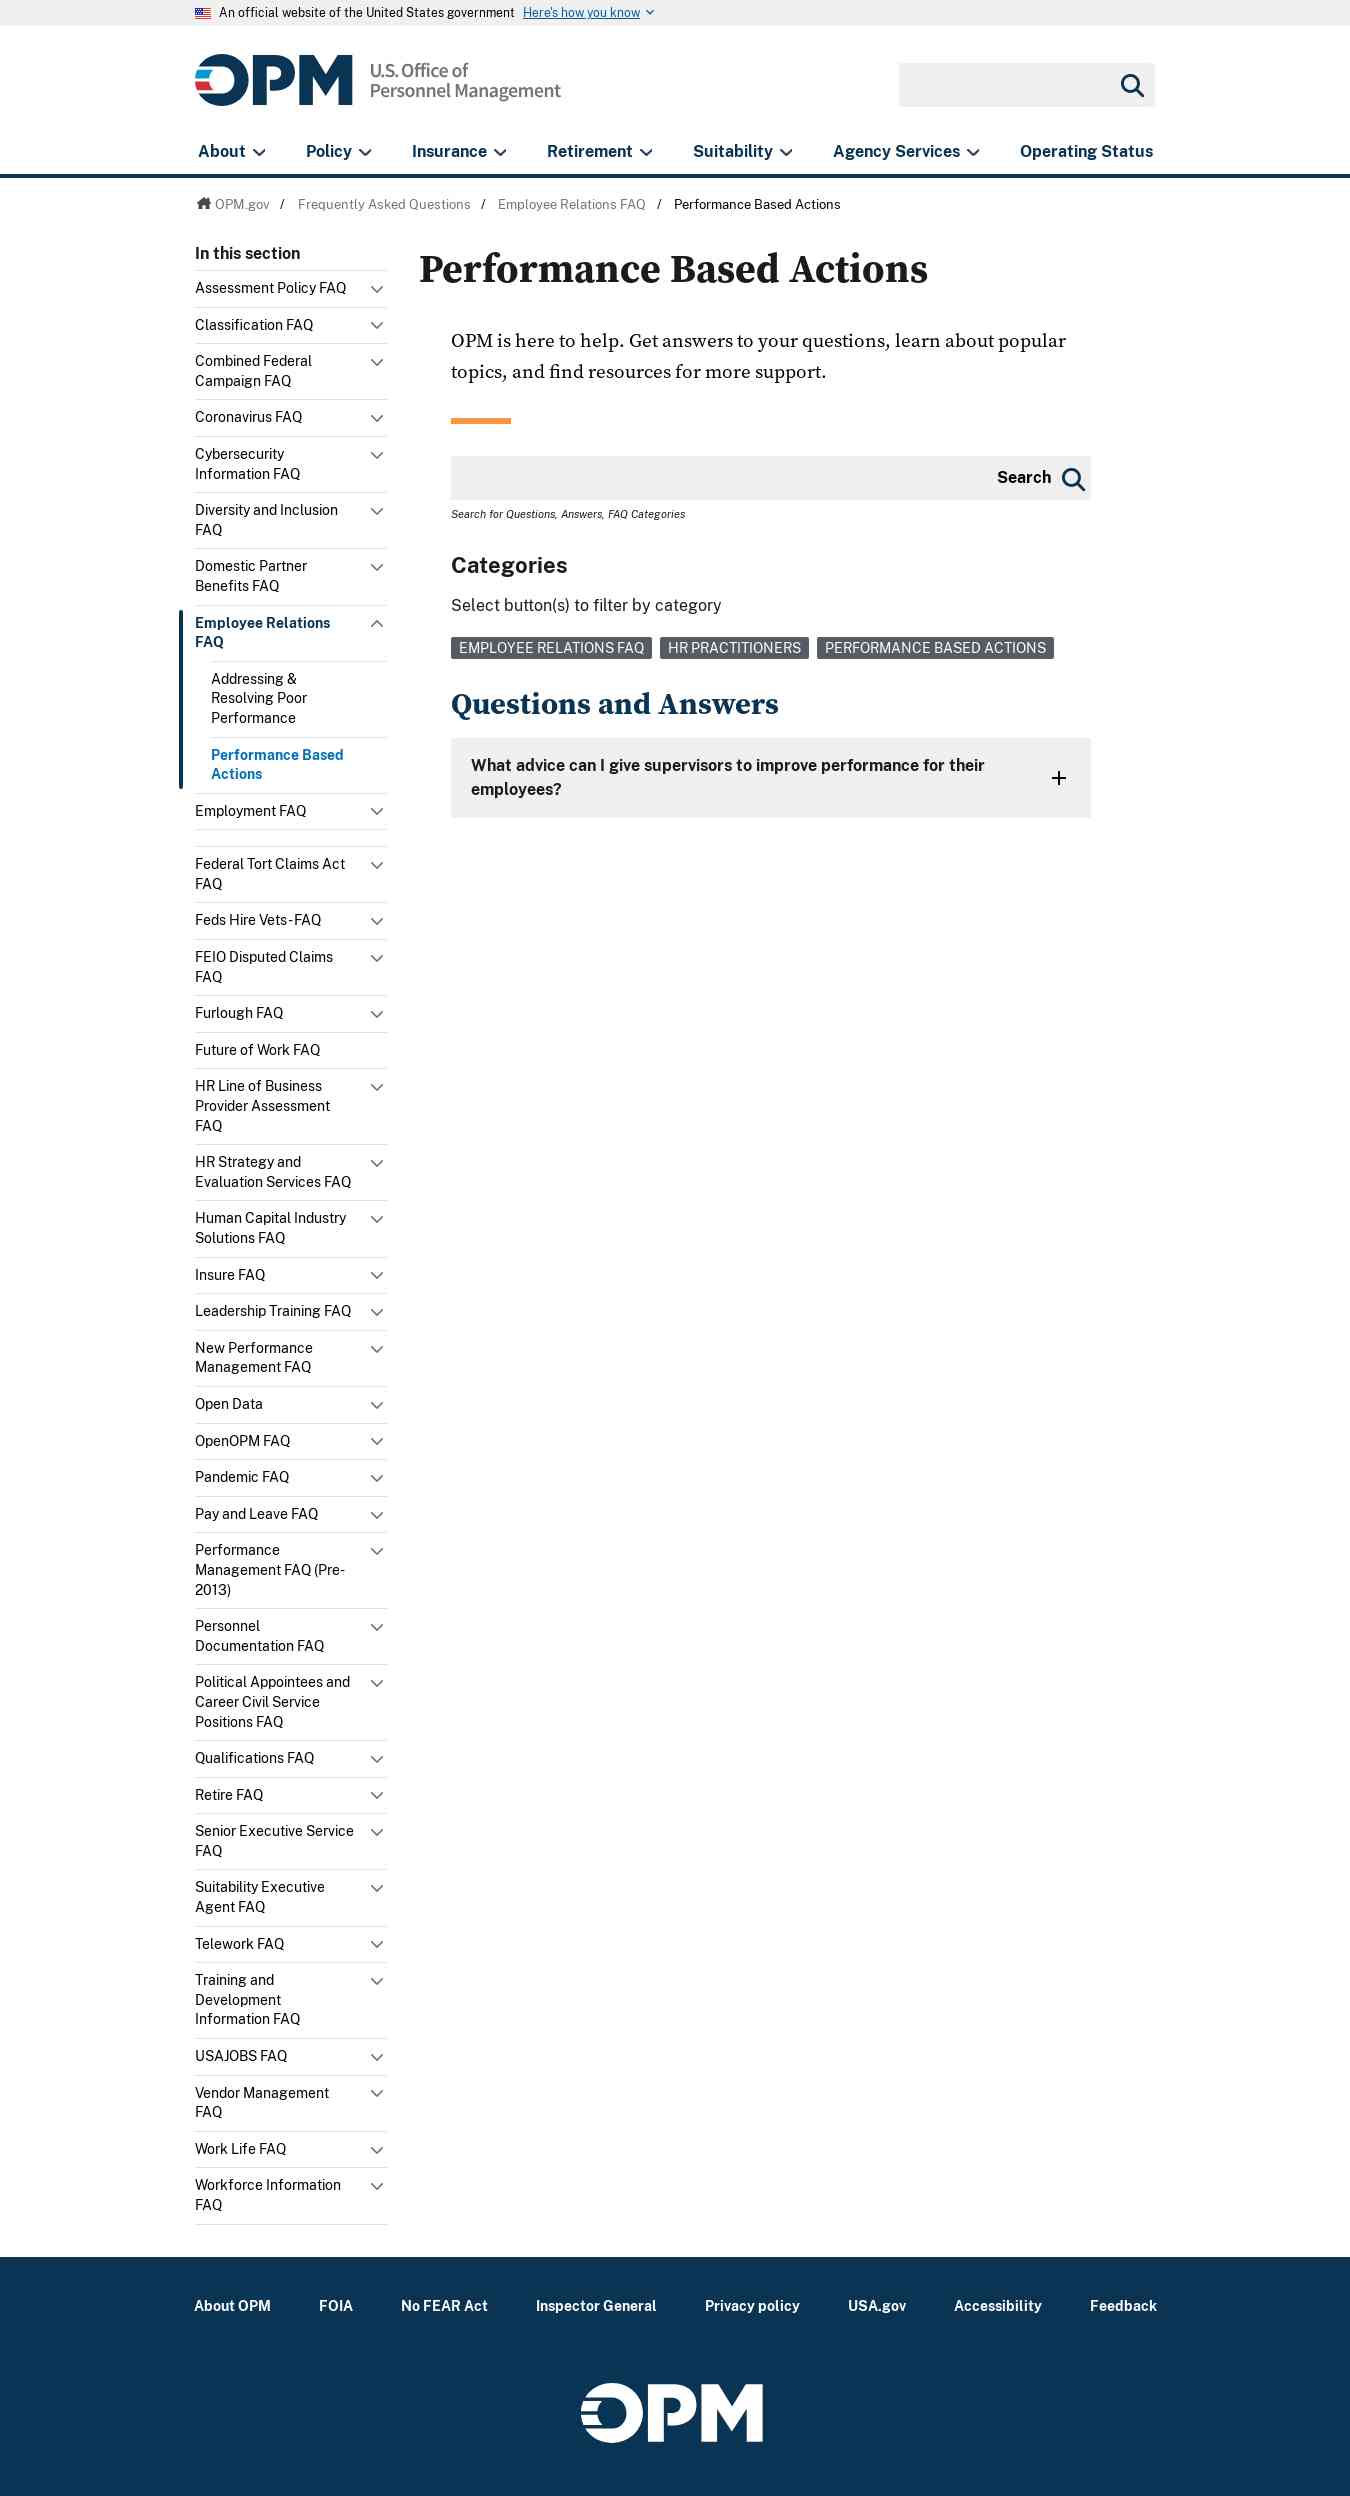 An official website of the United States government Here's how you know
OPM U.S. Office of
Personnel Management
About Policy Insurance Retirement Suitability Agency Services Operating Status
OPM.gov / Frequently Asked Questions / Employee Relations FAQ / Performance Based Actions
In this section
Assessment Policy FAQ
Classification FAQ
Combined Federal
Campaign FAQ
Coronavirus FAQ
Cybersecurity
Information FAQ
Diversity and Inclusion
FAQ
Domestic Partner
Benefits FAQ
Employee Relations
FAQ
Addressing &
Resolving Poor
Performance
Performance Based
Actions
Employment FAQ
Federal Tort Claims Act
FAQ
Feds Hire Vets - FAQ
FEIO Disputed Claims
FAQ
Furlough FAQ
Future of Work FAQ
HR Line of Business
Provider Assessment
FAQ
HR Strategy and
Evaluation Services FAQ
Human Capital Industry
Solutions FAQ
Insure FAQ
Leadership Training FAQ
New Performance
Management FAQ
Open Data
OpenOPM FAQ
Pandemic FAQ
Pay and Leave FAQ
Performance
Management FAQ (Pre-
2013)
Personnel
Documentation FAQ
Political Appointees and
Career Civil Service
Positions FAQ
Qualifications FAQ
Retire FAQ
Senior Executive Service
FAQ
Suitability Executive
Agent FAQ
Telework FAQ
Training and
Development
Information FAQ
USAJOBS FAQ
Vendor Management
FAQ
Work Life FAQ
Workforce Information
FAQ
Performance Based Actions
OPM is here to help. Get answers to your questions, learn about popular
topics, and find resources for more support.
Search
Search for Questions, Answers, FAQ Categories
Categories
Select button(s) to filter by category
EMPLOYEE RELATIONS FAQ HR PRACTITIONERS PERFORMANCE BASED ACTIONS
Questions and Answers
What advice can I give supervisors to improve performance for their
employees?
About OPM FOIA No FEAR Act Inspector General Privacy policy USA.gov Accessibility Feedback
OPM